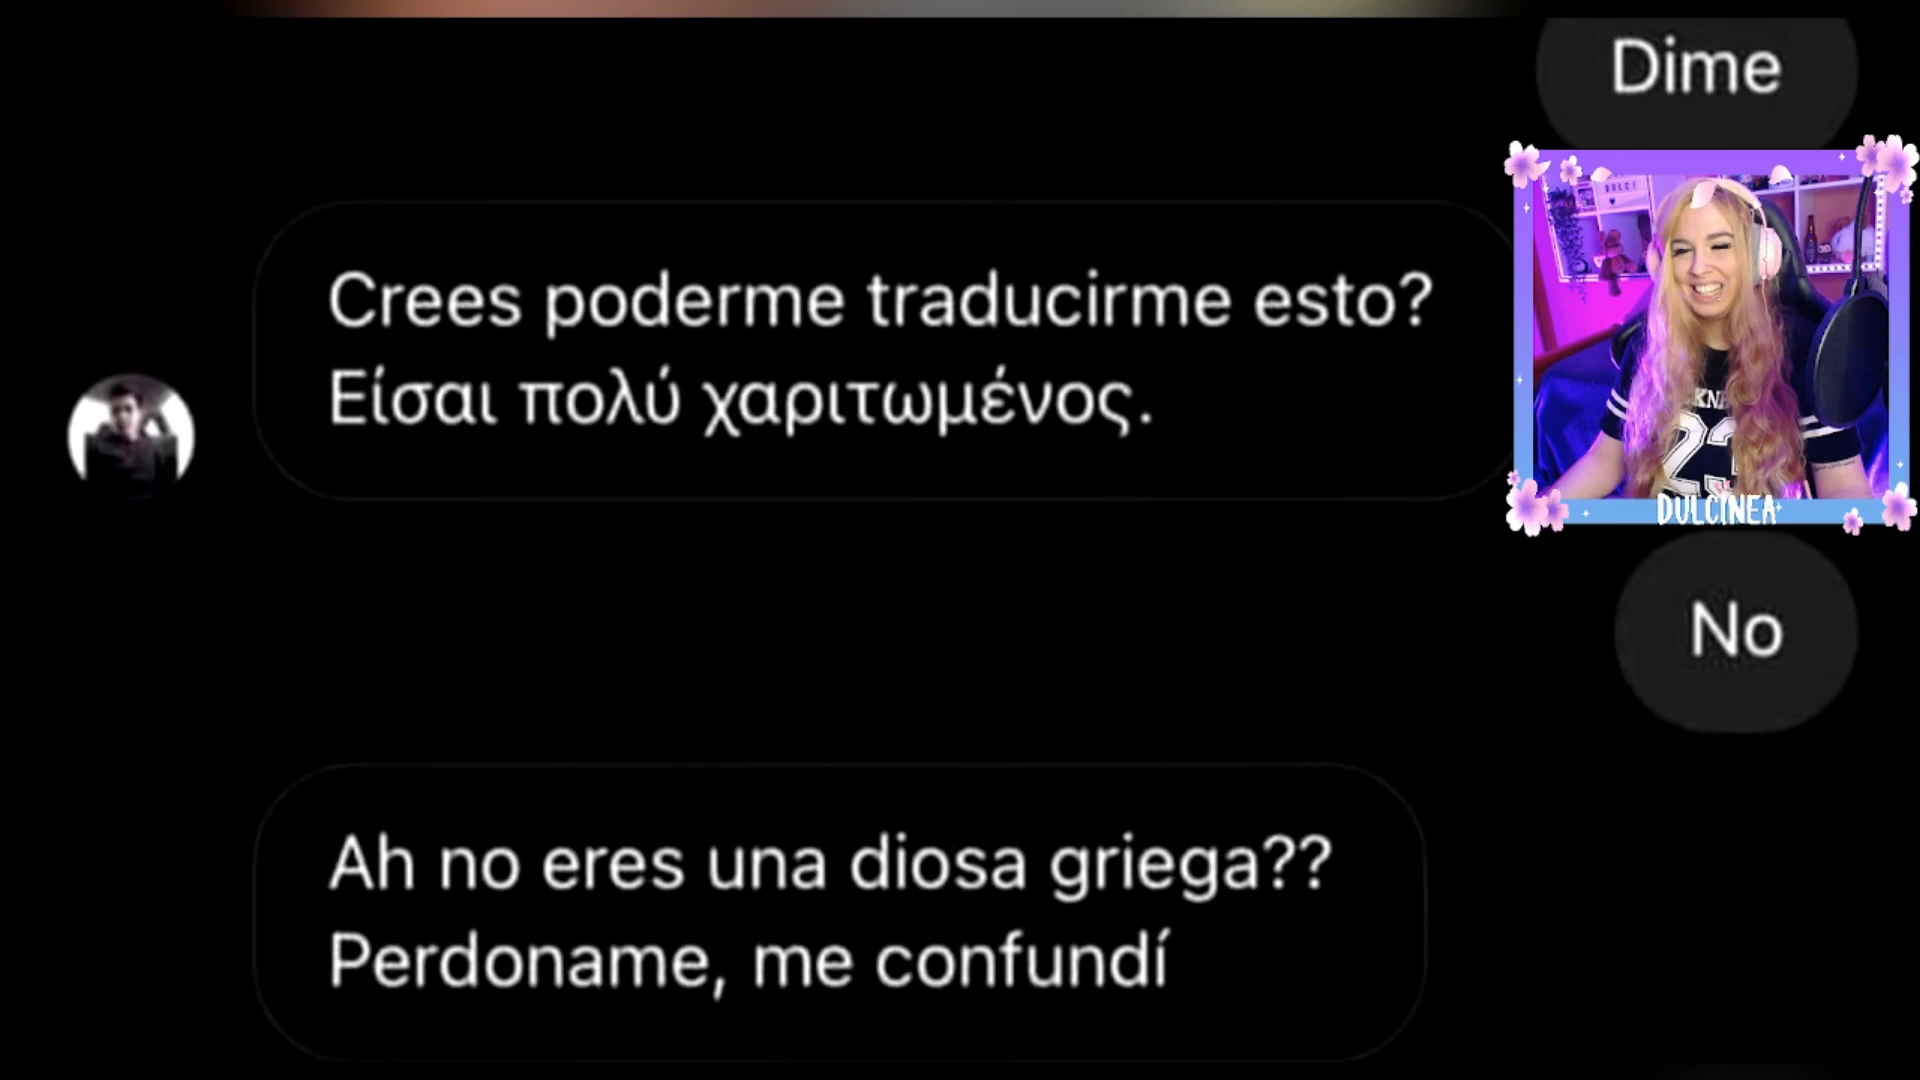 Dime
Crees poderme traducirme esto?
Είσαι πολύ χαριτωμένος.
DULCINEA
No
Ah no eres una diosa griega??
Perdoname, me confundí